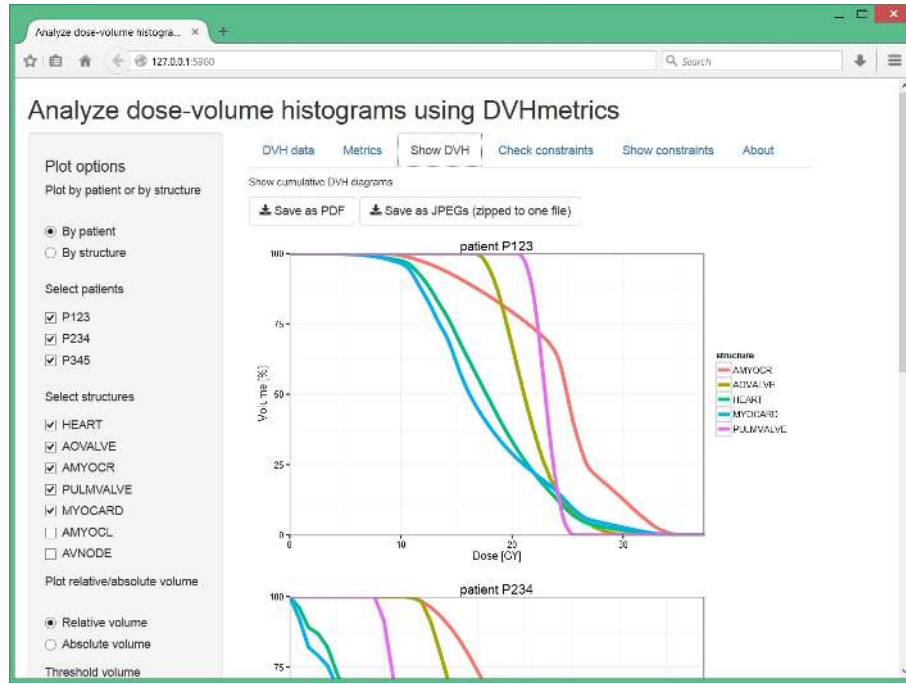 Analyze dose-volume histogra...
127.0.0.1:5980
Search
Analyze dose-volume histograms using DVHmetrics
Plot options
Plot by patient or by structure
By patient
By structure
Select patients
P123
P234
P345
Select structures
HEART
AOVALVE
AMYOCR
PULMVALVE
MYOCARD
AMYOCL
AVNODE
Plot relative/absolute volume
Relative volume
Absolute volume
Threshold volume
DVH data Metrics Show DVH Check constraints Show constraints About
Show cumulative DVH diagrams
Save as PDF Save as JPEGs (zipped to one file)
patient P123
100
75
50
25
0
Volume [%]
0 10 20 30
Dose [GY]
structure
AMYOCR
AOVALVE
HEART
MYOCARD
PULMVALVE
patient P234
100
75